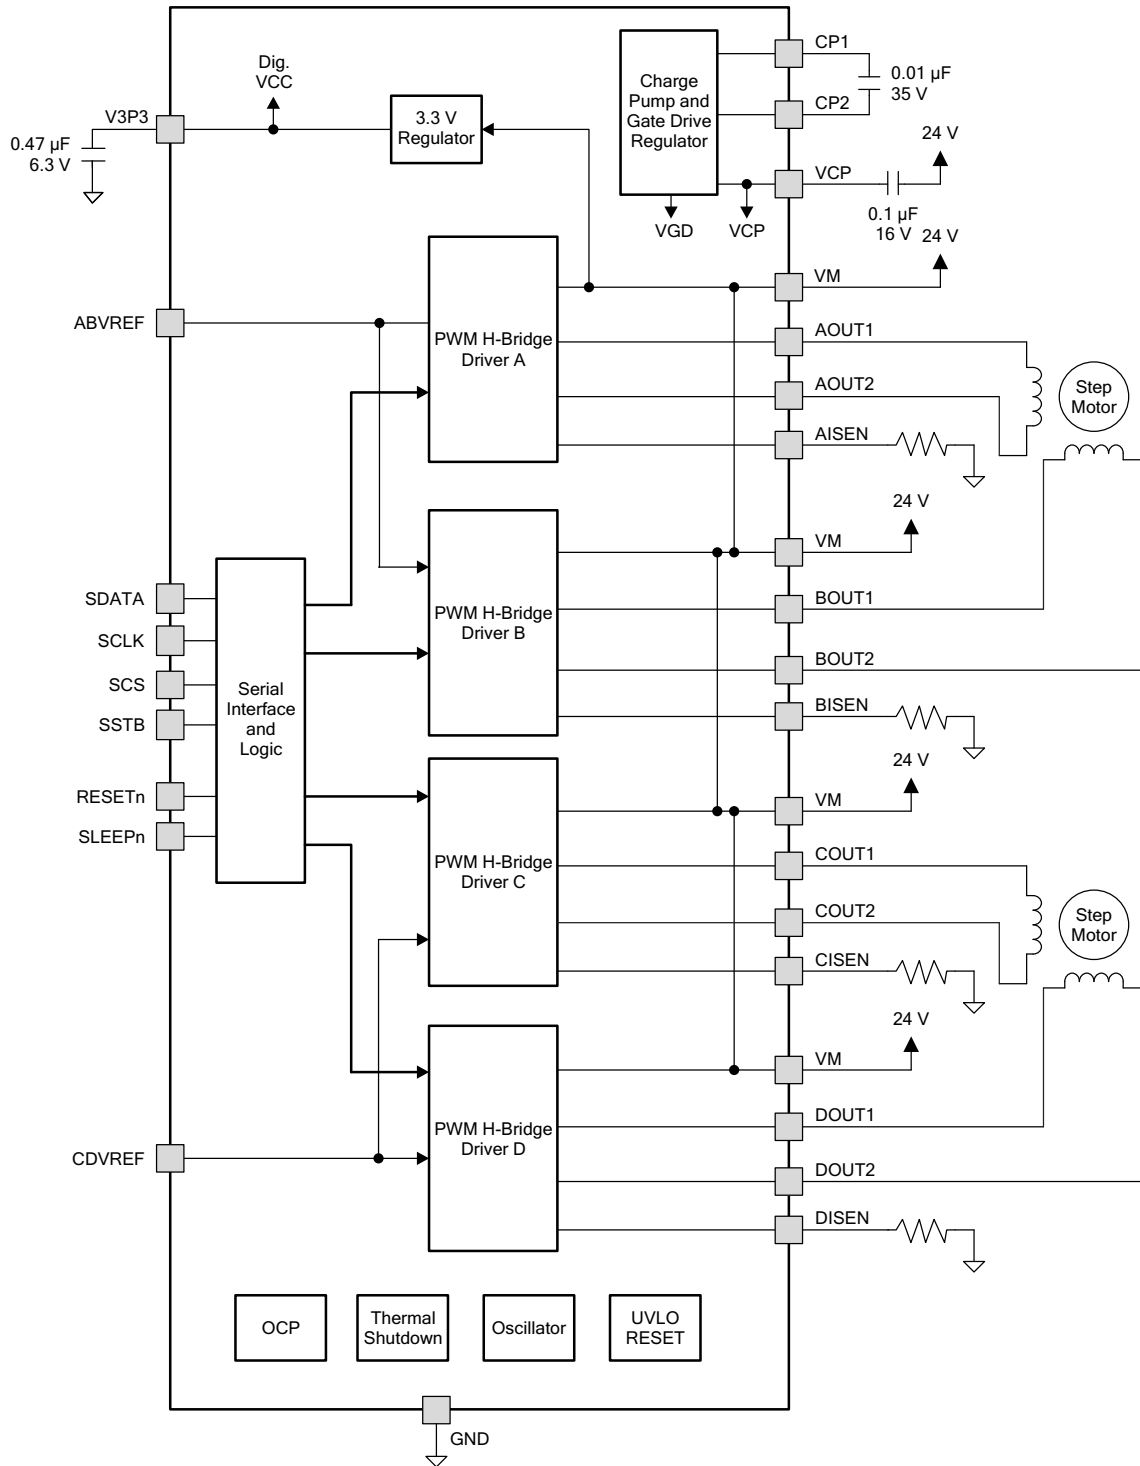 CP1
0.01 µF
35 V
Charge
Pump and
Gate Drive
Regulator
CP2
Dig.
VCC
V3P3
3.3 V
Regulator
0.47 µF
6.3 V
24 V
VCP
0.1 µF
16 V
VGD
VCP
24 V
VM
ABVREF
PWM H-Bridge
Driver A
AOUT1
AOUT2
Step
Motor
AISEN
24 V
VM
PWM H-Bridge
Driver B
BOUT1
BOUT2
BISEN
SDATA
SCLK
SCS
SSTB
RESETn
SLEEPn
Serial
Interface
and
Logic
24 V
VM
PWM H-Bridge
Driver C
COUT1
COUT2
Step
Motor
CISEN
24 V
VM
PWM H-Bridge
Driver D
DOUT1
CDVREF
DOUT2
DISEN
OCP
Thermal
Shutdown
Oscillator
UVLO
RESET
GND